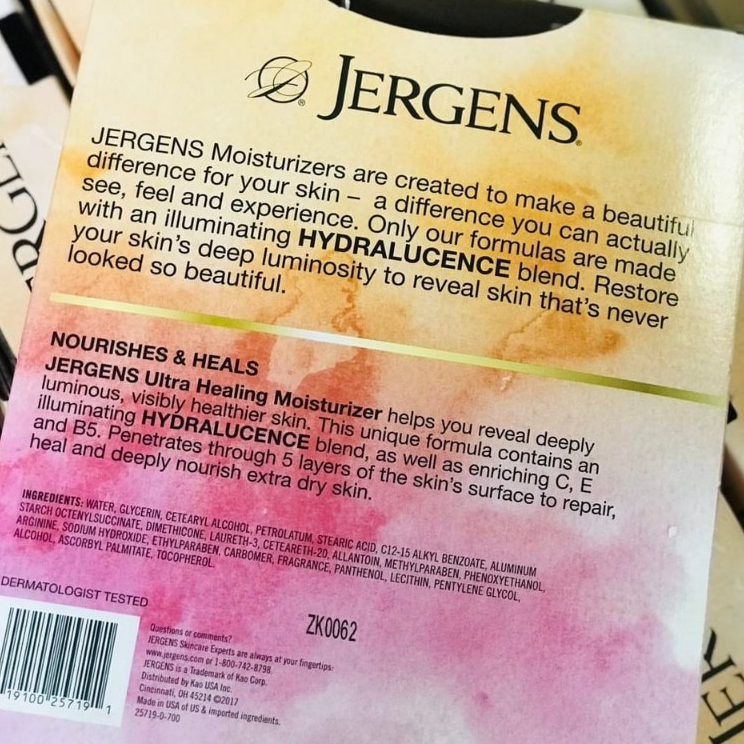 JERGENS®
JERGENS Moisturizers are created to make a beautiful
difference for your skin – a difference you can actually
see, feel and experience. Only our formulas are made
with an illuminating HYDRALUCENCE blend. Restore
your skin's deep luminosity to reveal skin that's never
looked so beautiful.
NOURISHES & HEALS
JERGENS Ultra Healing Moisturizer helps you reveal deeply
luminous, visibly healthier skin. This unique formula contains an
illuminating HYDRALUCENCE blend, as well as enriching C, E
and B5. Penetrates through 5 layers of the skin's surface to repair,
heal and deeply nourish extra dry skin.
INGREDIENTS: WATER, GLYCERIN, CETEARYL ALCOHOL, PETROLATUM, STEARIC ACID, C12-15 ALKYL BENZOATE, ALUMINUM
STARCH OCTENYLSUCCINATE, DIMETHICONE, LAURETH-3, CETEARETH-20, ALLANTOIN, METHYLPARABEN, PHENOXYETHANOL,
ARGININE, SODIUM HYDROXIDE, ETHYLPARABEN, CARBOMER, FRAGRANCE, PANTHENOL, LECITHIN, PENTYLENE GLYCOL,
ALCOHOL, ASCORBYL PALMITATE, TOCOPHEROL.
DERMATOLOGIST TESTED
ZK0062
Questions or comments?
JERGENS Skincare Experts are always at your fingertips:
www.jergens.com or 1-800-742-8798.
JERGENS is a Trademark of Kao Corp.
Distributed by Kao USA Inc.
Cincinnati, OH 45214 ©2017
Made in USA of US & imported ingredients.
25719-0-700
19100 25719 1
RGE
ER